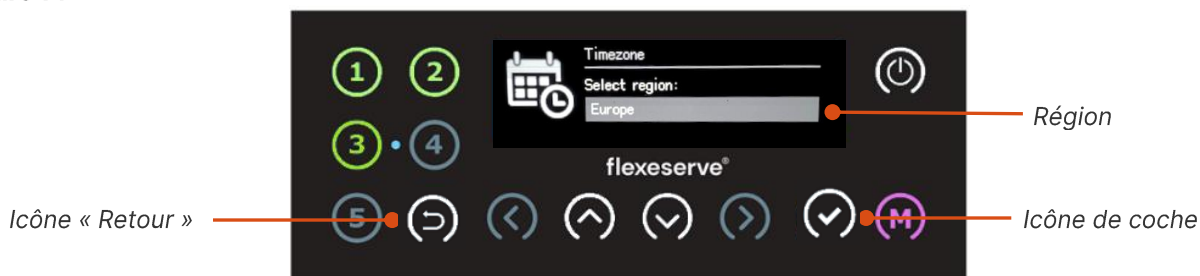 1 2
Timezone
Select region:
Europe
Région
3 4
flexeserve®
Icône « Retour »
5
M
Icône de coche